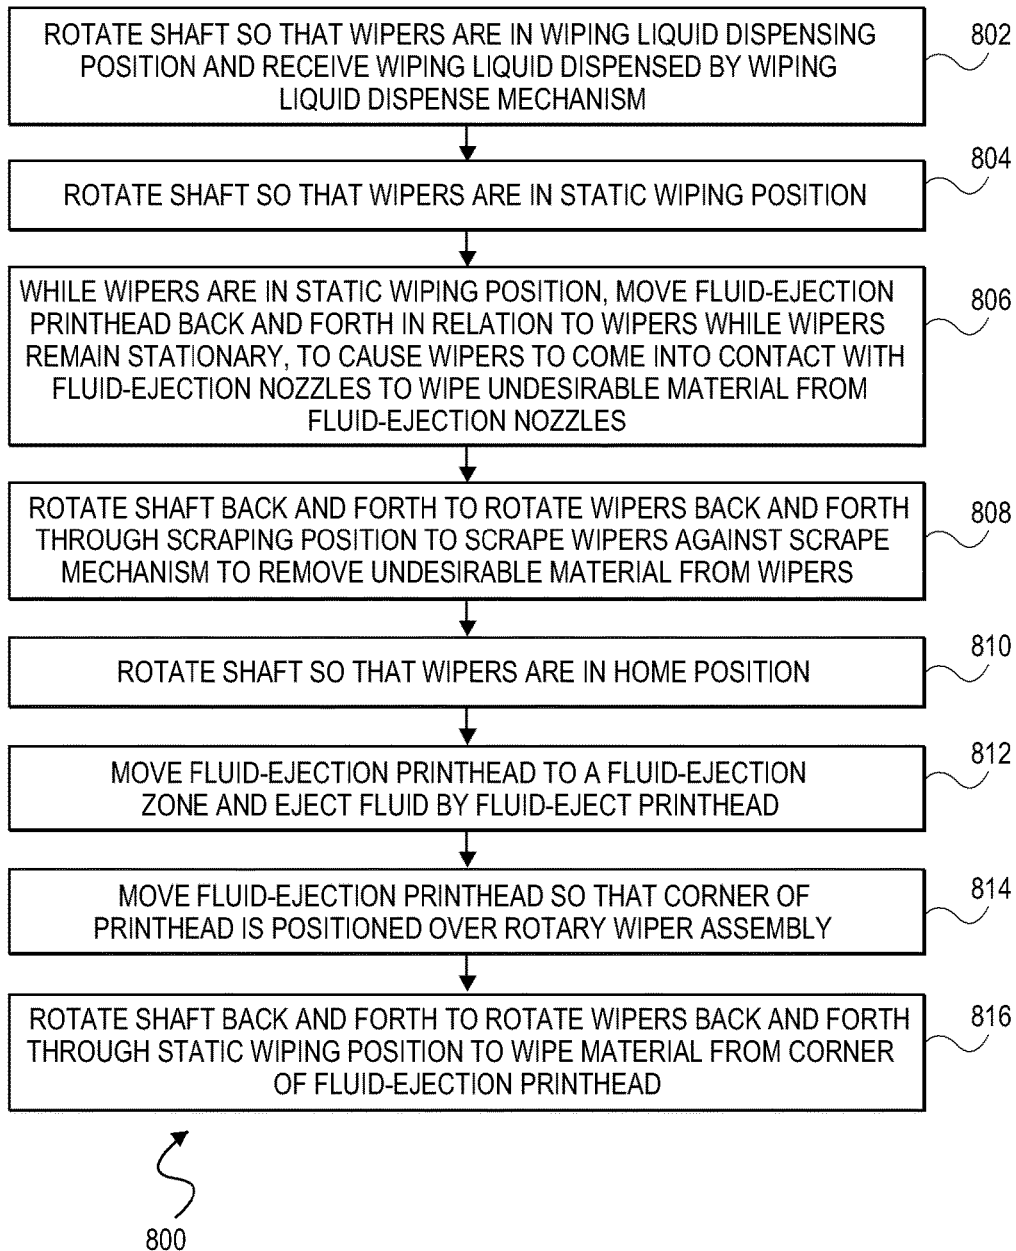 ROTATE SHAFT SO THAT WIPERS ARE IN WIPING LIQUID DISPENSING
POSITION AND RECEIVE WIPING LIQUID DISPENSED BY WIPING
LIQUID DISPENSE MECHANISM
802
ROTATE SHAFT SO THAT WIPERS ARE IN STATIC WIPING POSITION
804
WHILE WIPERS ARE IN STATIC WIPING POSITION, MOVE FLUID-EJECTION
PRINTHEAD BACK AND FORTH IN RELATION TO WIPERS WHILE WIPERS
REMAIN STATIONARY, TO CAUSE WIPERS TO COME INTO CONTACT WITH
FLUID-EJECTION NOZZLES TO WIPE UNDESIRABLE MATERIAL FROM
FLUID-EJECTION NOZZLES
806
ROTATE SHAFT BACK AND FORTH TO ROTATE WIPERS BACK AND FORTH
THROUGH SCRAPING POSITION TO SCRAPE WIPERS AGAINST SCRAPE
MECHANISM TO REMOVE UNDESIRABLE MATERIAL FROM WIPERS
808
ROTATE SHAFT SO THAT WIPERS ARE IN HOME POSITION
810
MOVE FLUID-EJECTION PRINTHEAD TO A FLUID-EJECTION
ZONE AND EJECT FLUID BY FLUID-EJECT PRINTHEAD
812
MOVE FLUID-EJECTION PRINTHEAD SO THAT CORNER OF
PRINTHEAD IS POSITIONED OVER ROTARY WIPER ASSEMBLY
814
ROTATE SHAFT BACK AND FORTH TO ROTATE WIPERS BACK AND FORTH
THROUGH STATIC WIPING POSITION TO WIPE MATERIAL FROM CORNER
OF FLUID-EJECTION PRINTHEAD
816
800